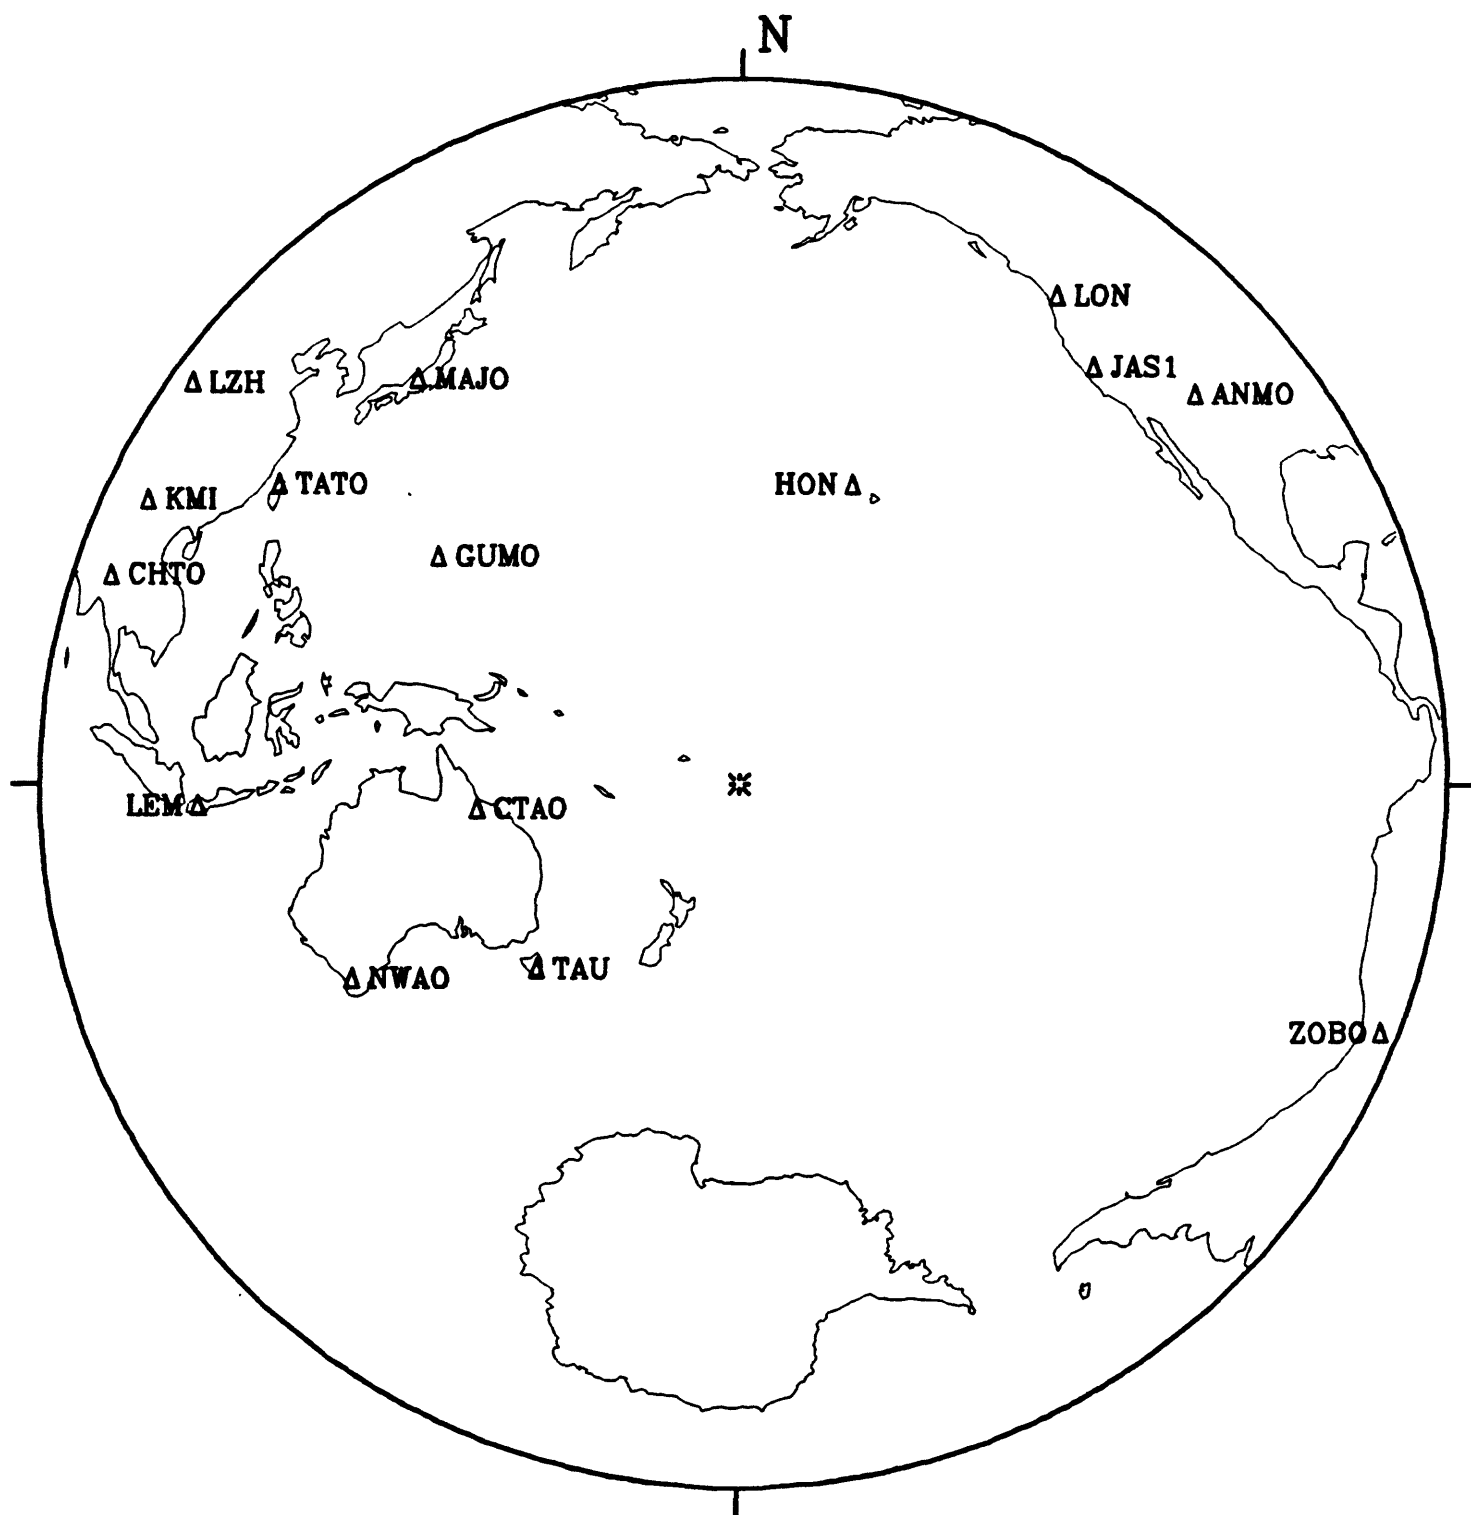 N
LON
JAS1
LZH
MAJO
ANMO
TATO
HON
KMI
GUMO
CHTO
LEM
CTAO
TAU
NWAO
ZOBO